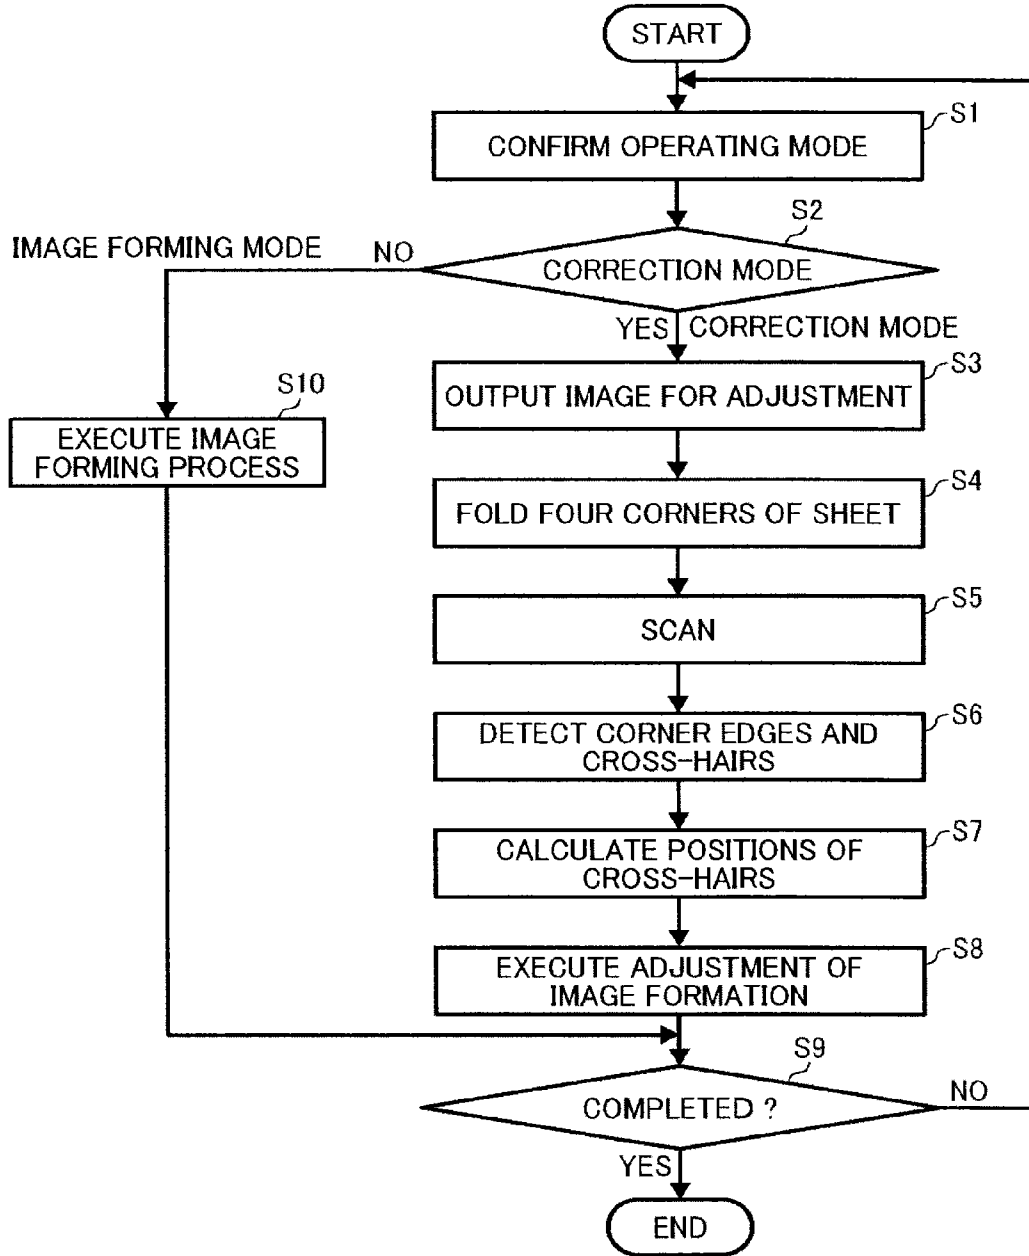 START
S1
CONFIRM OPERATING MODE
S2
IMAGE FORMING MODE
NO
CORRECTION MODE
YES
CORRECTION MODE
S3
OUTPUT IMAGE FOR ADJUSTMENT
S10
EXECUTE IMAGE
FORMING PROCESS
S4
FOLD FOUR CORNERS OF SHEET
S5
SCAN
S6
DETECT CORNER EDGES AND
CROSS-HAIRS
S7
CALCULATE POSITIONS OF
CROSS-HAIRS
S8
EXECUTE ADJUSTMENT OF
IMAGE FORMATION
S9
COMPLETED ?
NO
YES
END